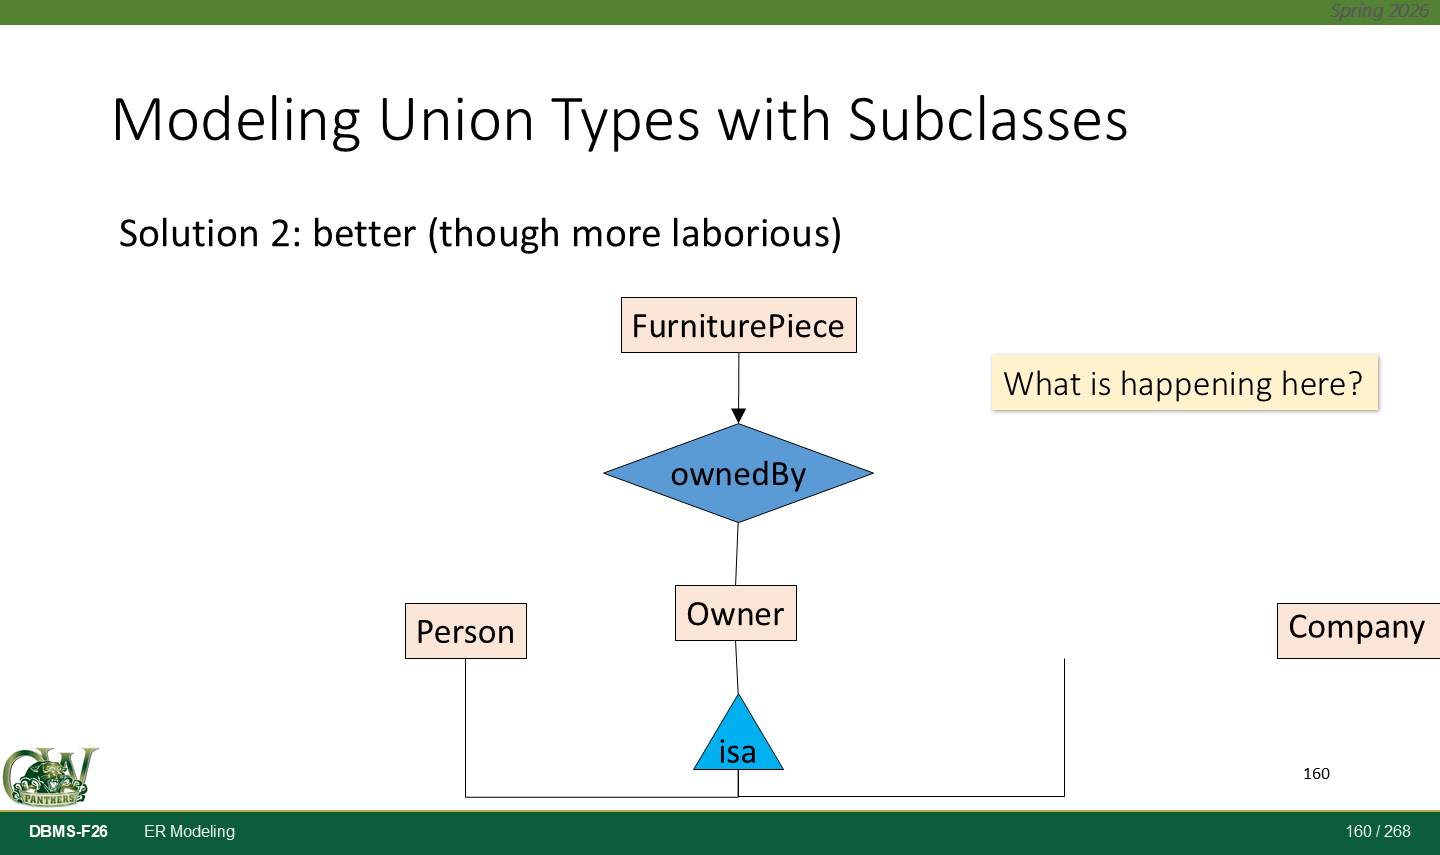 Spring 2026
Modeling Union Types with Subclasses
Solution 2: better (though more laborious)
FurniturePiece
What is happening here?
ownedBy
Person
Owner
Company
isa
160
PANTHERS
DBMS-F26
ER Modeling
160 / 268